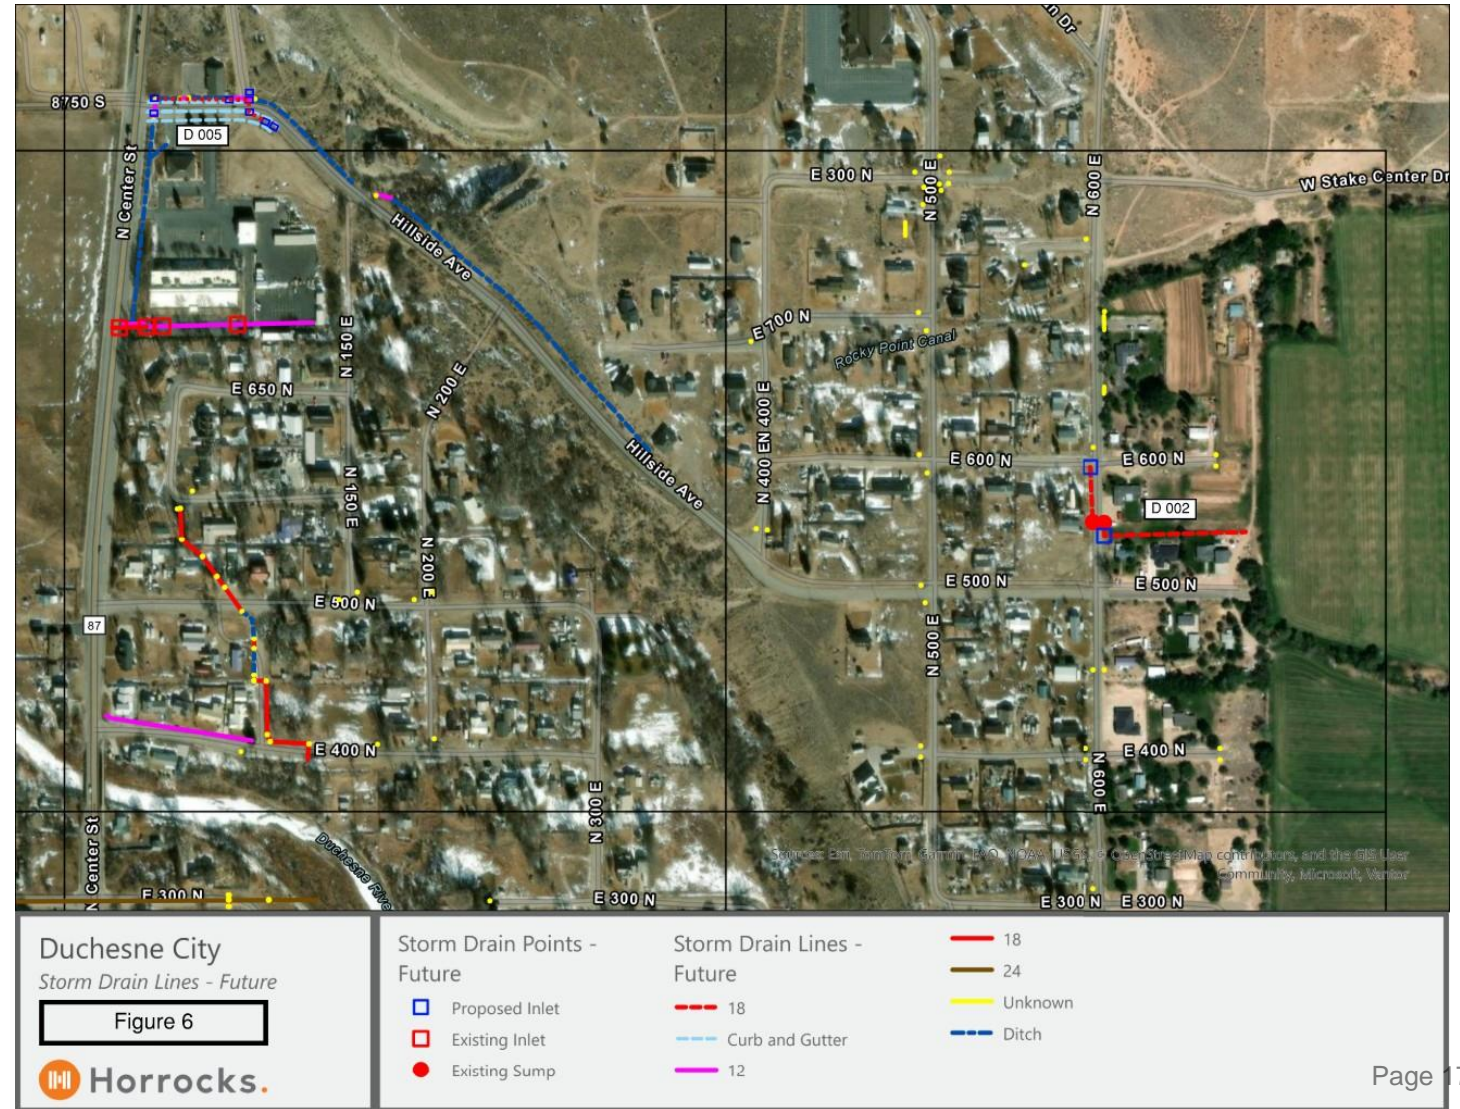 n Dr
8750 S
D 005
N Center St
E 300 N
N 500 E
N 600 E
W Stake Center Dr
Hillside Ave
E 700 N
Rocky Point Canal
N 150 E
E 650 N
N 200 E
N 400 E
N 400 E
Hillside Ave
E 600 N
E 600 N
D 002
N 150 E
N 200 E
E 500 N
E 500 N
E 500 N
87
N 500 E
E 400 N
E 400 N
N 600 E
N 300 E
N Center St
Duchesne River
Sources: Esri, TomTom, Garmin, FAO, NOAA, USGS, © OpenStreetMap contributors, and the GIS User
Community, Microsoft, Vantor
E 300 N
E 300 N
E 300 N
E 300 N
Duchesne City
Storm Drain Lines - Future
Figure 6
Horrocks.
Storm Drain Points -
Future
Proposed Inlet
Existing Inlet
Existing Sump
Storm Drain Lines -
Future
18
Curb and Gutter
12
18
24
Unknown
Ditch
Page 17